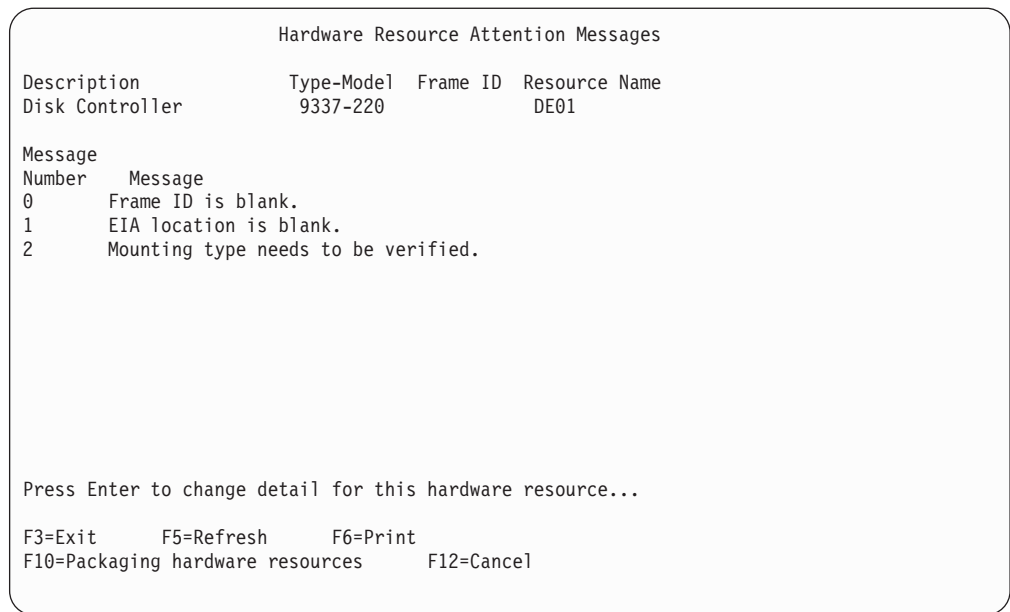 Hardware Resource Attention Messages
Description Type-Model Frame ID Resource Name
Disk Controller 9337-220 DE01
Message
Number Message
0 Frame ID is blank.
1 EIA location is blank.
2 Mounting type needs to be verified.
Press Enter to change detail for this hardware resource...
F3=Exit F5=Refresh F6=Print
F10=Packaging hardware resources F12=Cancel